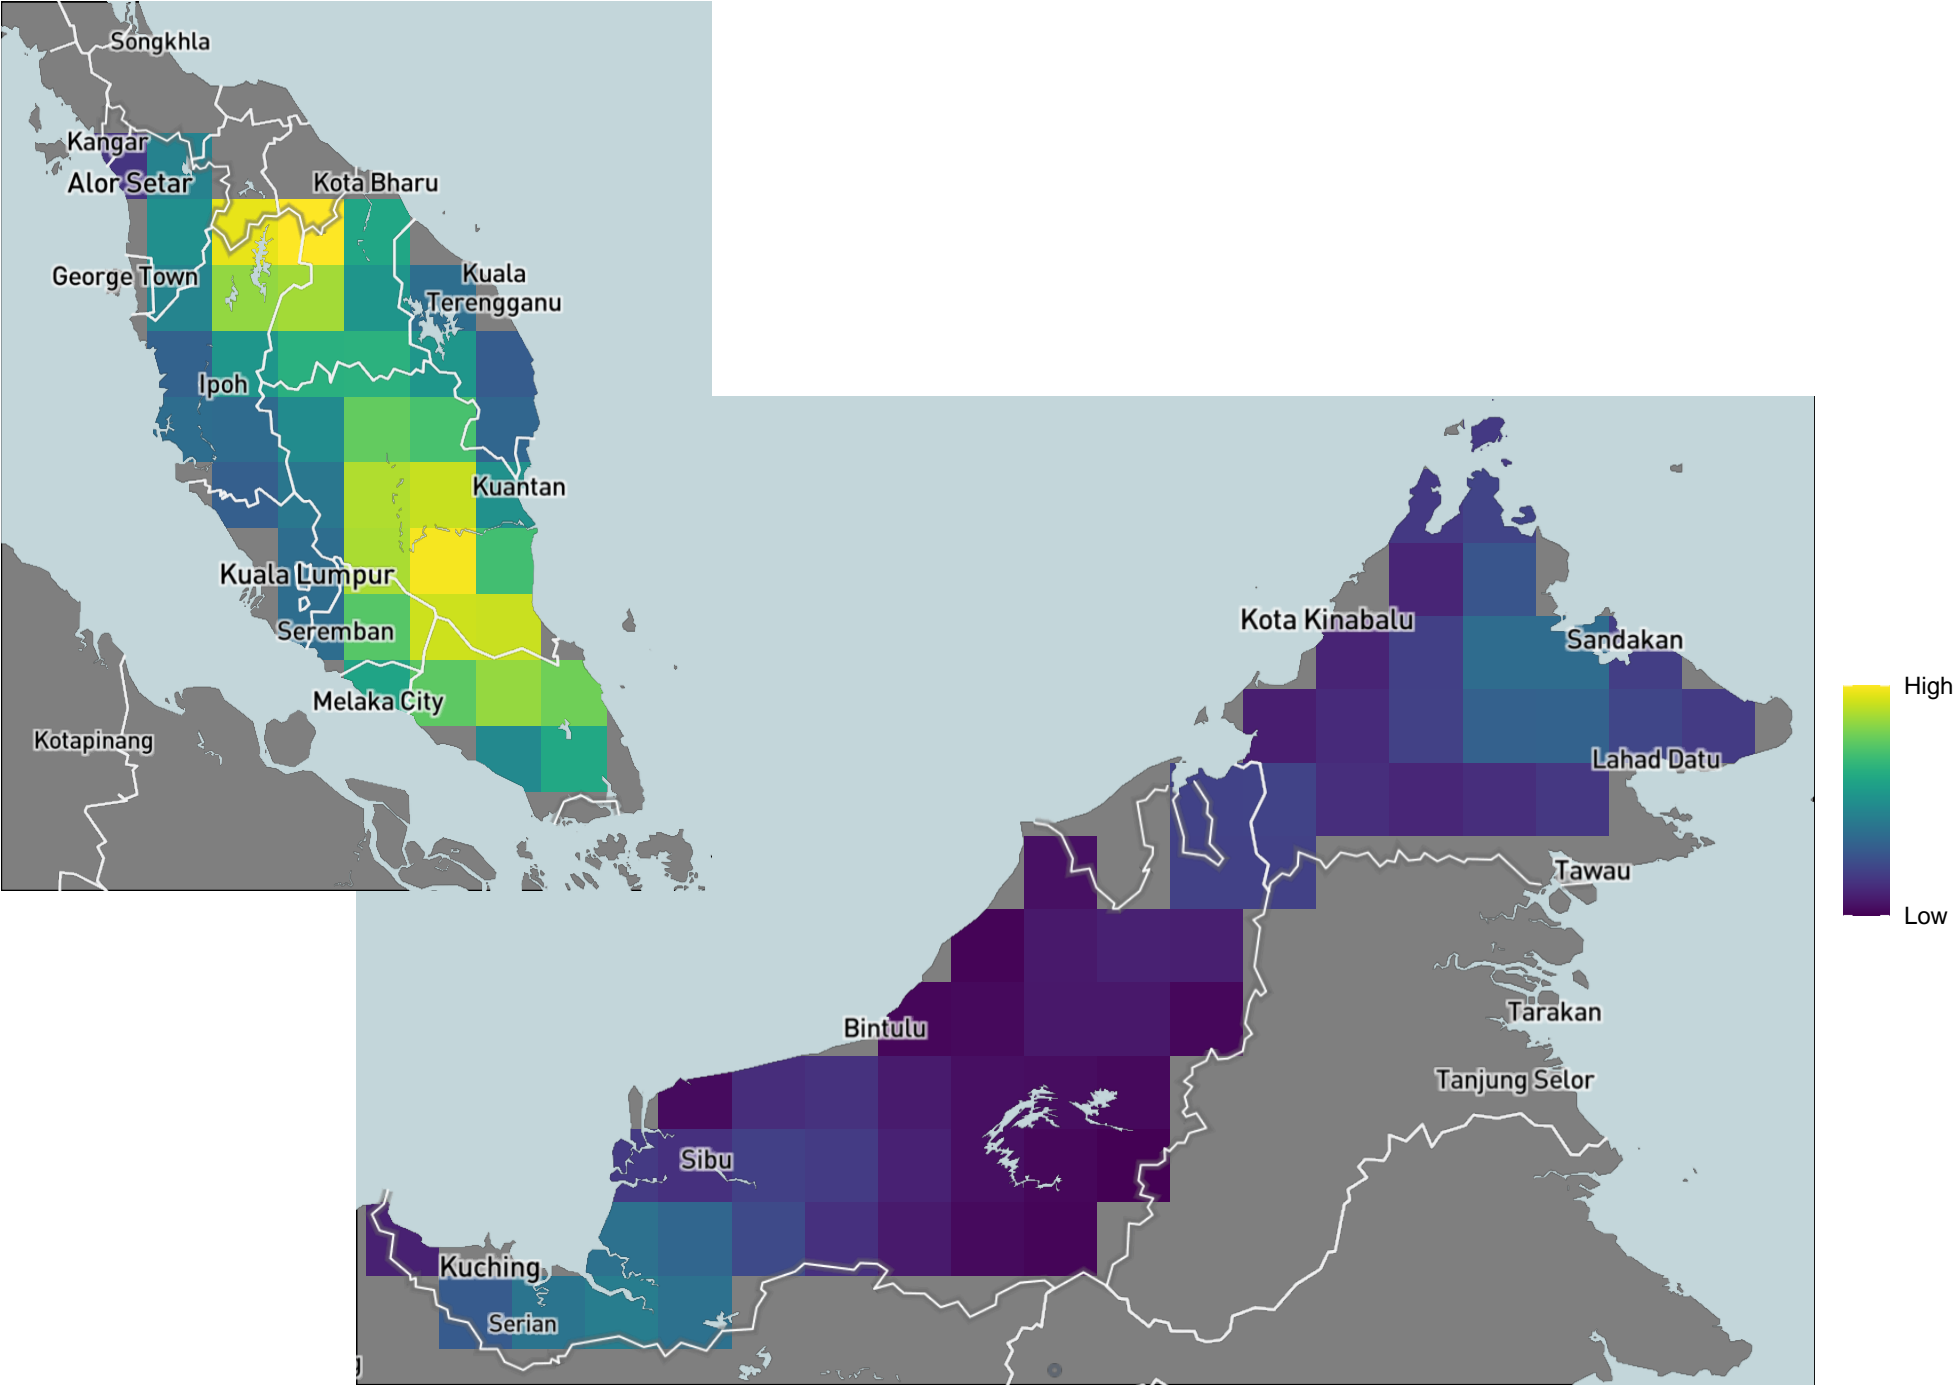 Songkhla
Kangar
Alor Setar
Kota Bharu
George Town
Kuala
Terengganu
Ipoh
Kuantan
Kuala Lumpur
Seremban
Melaka City
Kotapinang
Kota Kinabalu
Sandakan
Lahad Datu
Tawau
Tarakan
Tanjung Selor
Bintulu
Sibu
Kuching
Serian
High
Low